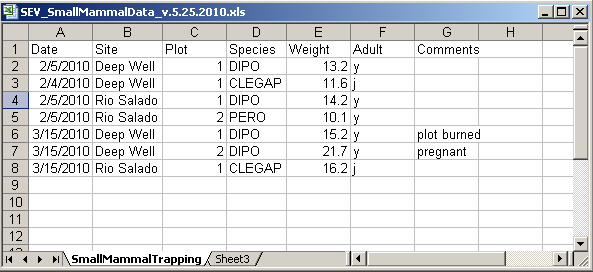 SEV_SmallMammalData_v.5.25.2010.xls
A B C D E F G H
1 Date Site Plot Species Weight Adult Comments
2 2/5/2010 Deep Well 1 DIPO 13.2 y
3 2/4/2010 Deep Well 1 CLEGAP 11.6 j
4 2/5/2010 Rio Salado 1 DIPO 14.2 y
5 2/5/2010 Rio Salado 2 PERO 10.1 y
6 3/15/2010 Deep Well 1 DIPO 15.2 y plot burned
7 3/15/2010 Deep Well 2 DIPO 21.7 y pregnant
8 3/15/2010 Rio Salado 1 CLEGAP 16.2 j
9
10
11
12
SmallMammalTrapping Sheet3